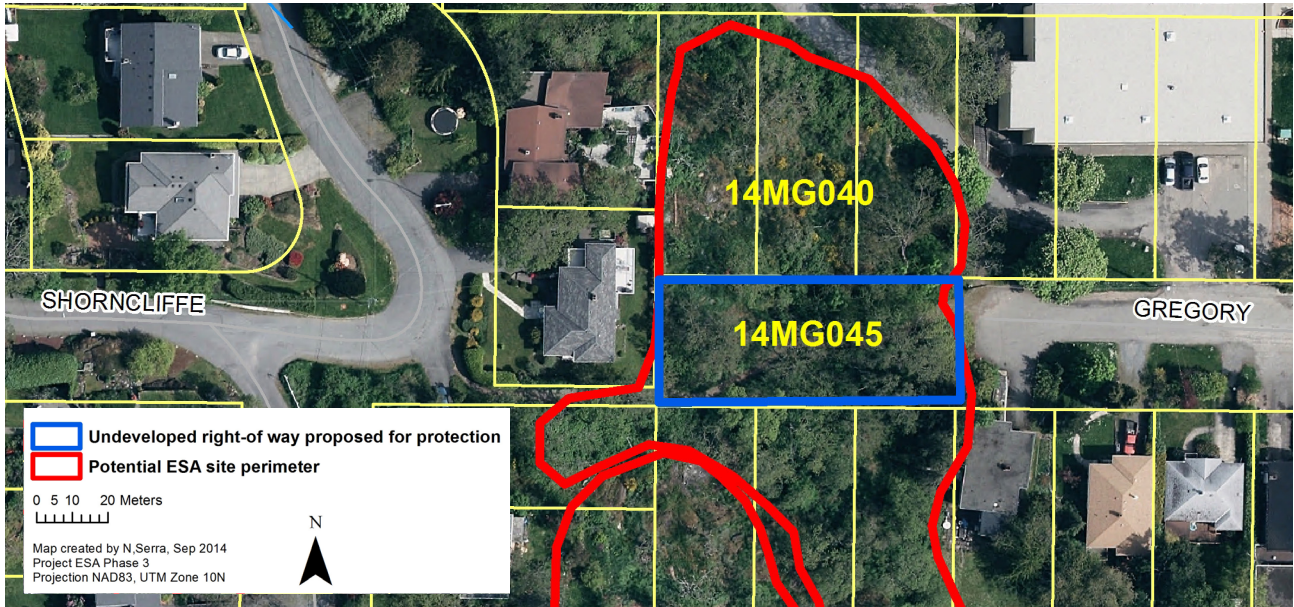 14MG040
SHORNCLIFFE
GREGORY
14MG045
Undeveloped right-of way proposed for protection
Potential ESA site perimeter
0 5 10 20 Meters
N
Map created by N,Serra, Sep 2014
Project ESA Phase 3
Projection NAD83, UTM Zone 10N